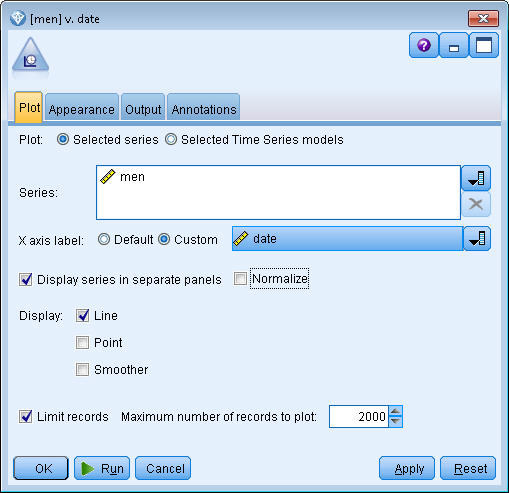 [men] v. date
Plot Appearance Output Annotations
Plot: Selected series Selected Time Series models
Series: men
X axis label: Default Custom date
Display series in separate panels Normalize
Display: Line
Point
Smoother
Limit records Maximum number of records to plot: 2000
OK Run Cancel Apply Reset